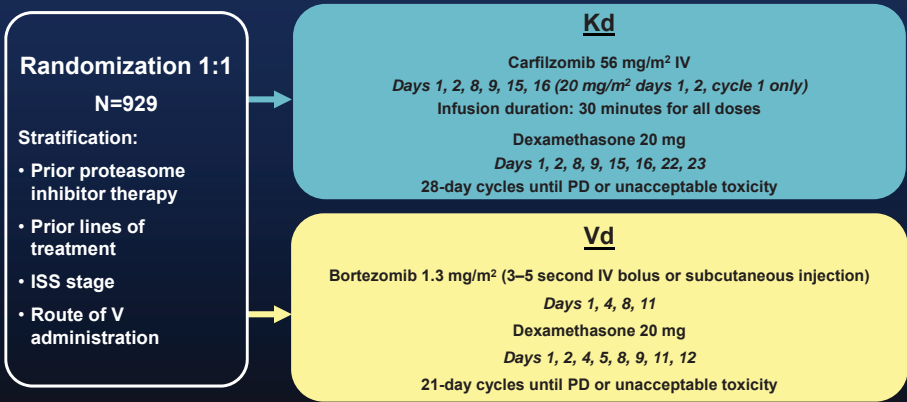 Randomization 1:1
N=929
Stratification:
• Prior proteasome
inhibitor therapy
• Prior lines of
treatment
• ISS stage
• Route of V
administration
Kd
Carfilzomib 56 mg/m² IV
Days 1, 2, 8, 9, 15, 16 (20 mg/m² days 1, 2, cycle 1 only)
Infusion duration: 30 minutes for all doses
Dexamethasone 20 mg
Days 1, 2, 8, 9, 15, 16, 22, 23
28-day cycles until PD or unacceptable toxicity
Vd
Bortezomib 1.3 mg/m² (3–5 second IV bolus or subcutaneous injection)
Days 1, 4, 8, 11
Dexamethasone 20 mg
Days 1, 2, 4, 5, 8, 9, 11, 12
21-day cycles until PD or unacceptable toxicity